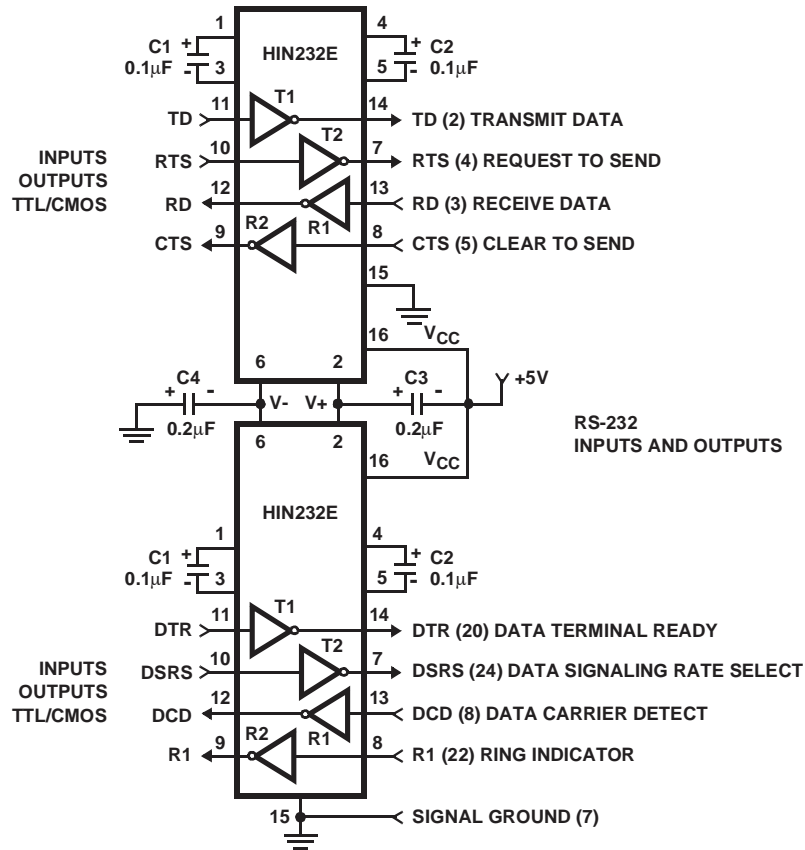 1
4
C1 +
HIN232E
+ C2
0.1μF
- 3
5 -
0.1μF
T1
11
14
TD
TD (2) TRANSMIT DATA
T2
10
7
INPUTS
OUTPUTS
TTL/CMOS
RTS
RTS (4) REQUEST TO SEND
12
13
RD
RD (3) RECEIVE DATA
R2
R1
9
8
CTS
CTS (5) CLEAR TO SEND
15
16
VCC
6
2
C4
+ -
C3
+ -
+5V
V-
V+
0.2μF
0.2μF
RS-232
INPUTS AND OUTPUTS
6
2
16
VCC
HIN232E
1
4
C1 +
+ C2
0.1μF
- 3
5 -
0.1μF
T1
11
14
DTR
DTR (20) DATA TERMINAL READY
T2
10
7
INPUTS
OUTPUTS
TTL/CMOS
DSRS
DSRS (24) DATA SIGNALING RATE SELECT
12
13
DCD
DCD (8) DATA CARRIER DETECT
R2
R1
9
8
R1
R1 (22) RING INDICATOR
15
SIGNAL GROUND (7)